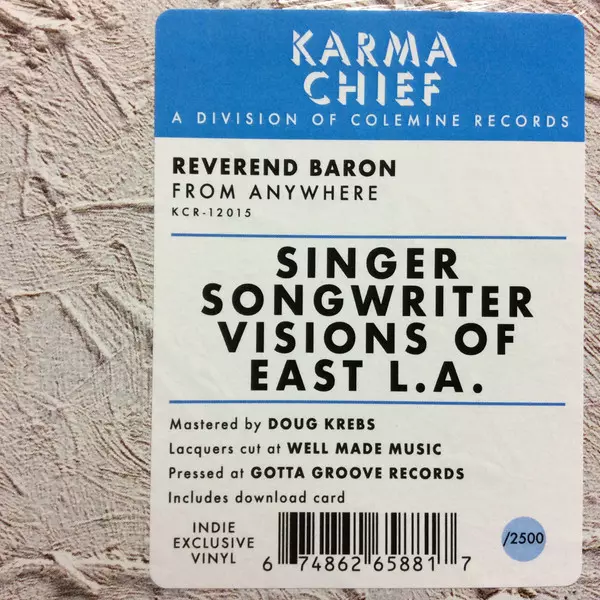 KARMA
CHIEF
A DIVISION OF COLEMINE RECORDS
REVEREND BARON
FROM ANYWHERE
KCR-12015
SINGER
SONGWRITER
VISIONS OF
EAST L.A.
Mastered by DOUG KREBS
Lacquers cut at WELL MADE MUSIC
Pressed at GOTTA GROOVE RECORDS
Includes download card
INDIE
EXCLUSIVE
VINYL
6 74862 65881 7
/2500